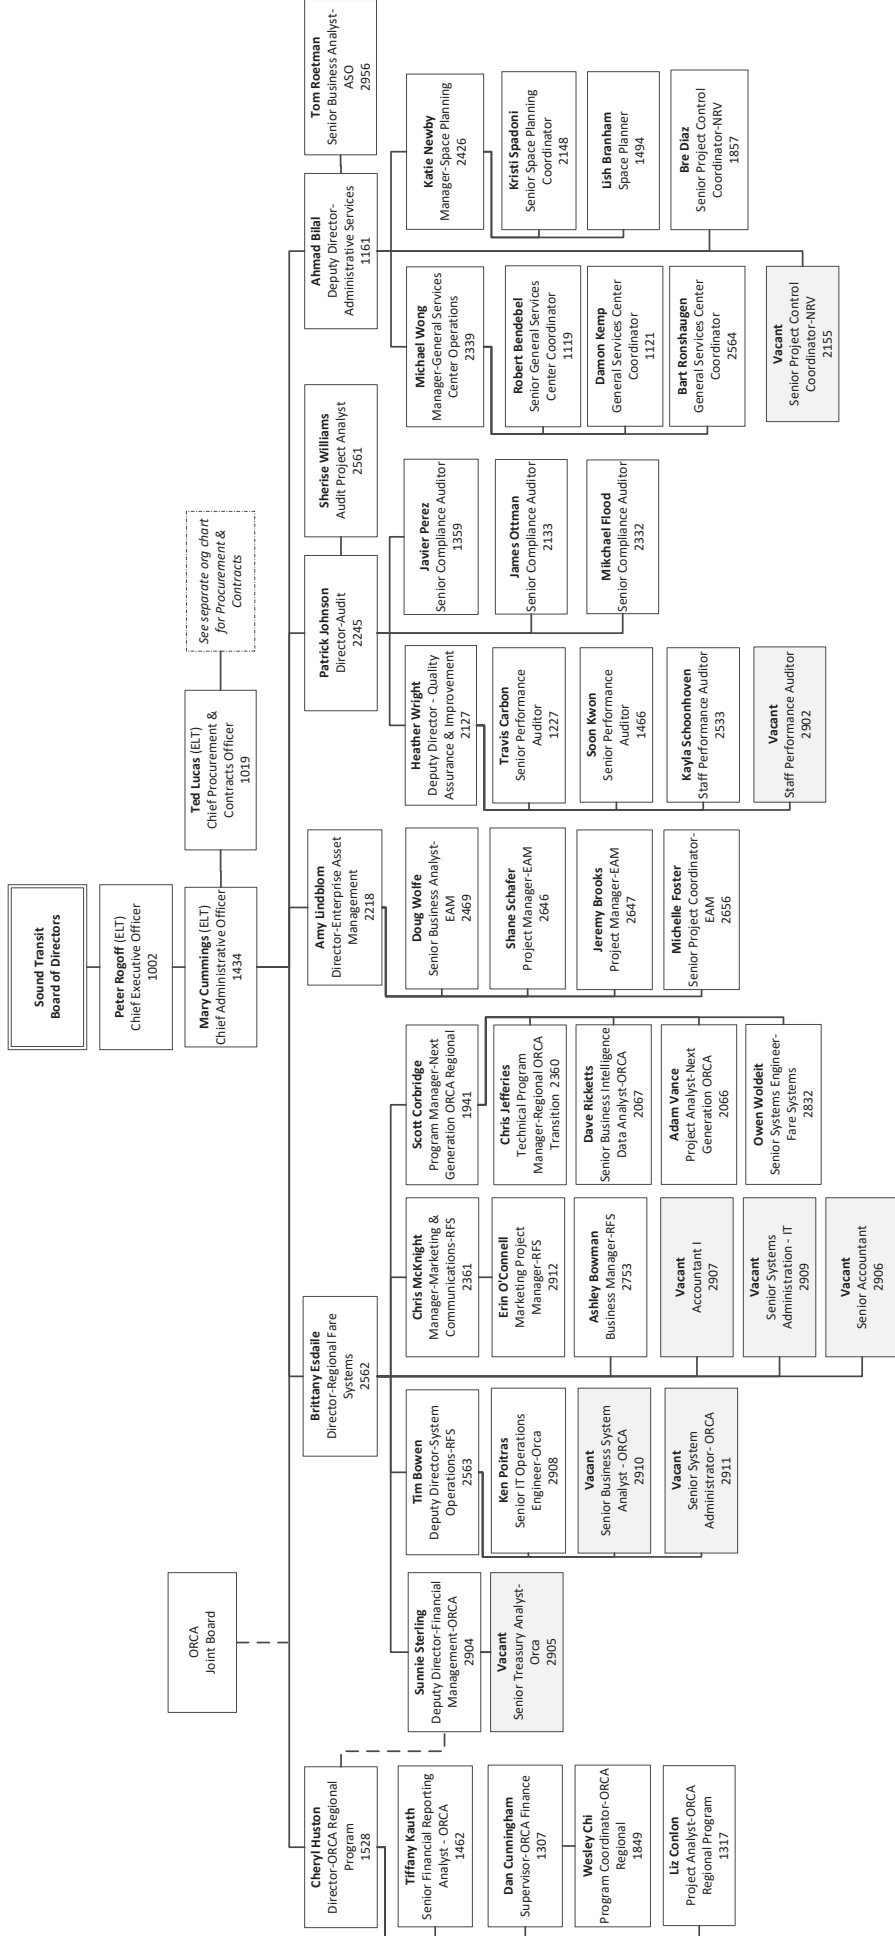 Sound Transit
Board of Directors
Peter Rogoff (ELT)
Chief Executive Officer
1002
Mary Cummings (ELT)
Chief Administrative Officer
1434
Ted Lucas (ELT)
Chief Procurement &
Contracts Officer
1019
See separate org chart
for Procurement &
Contracts
ORCA
Joint Board
Cheryl Huston
Director-ORCA Regional
Program
1528
Tiffany Kauth
Senior Financial Reporting
Analyst - ORCA
1462
Dan Cunningham
Supervisor-ORCA Finance
1307
Wesley Chi
Program Coordinator-ORCA
Regional
1849
Liz Conlon
Project Analyst-ORCA
Regional Program
1317
Brittany Esdaile
Director-Regional Fare
Systems
2562
Sunnie Sterling
Deputy Director-Financial
Management-ORCA
2904
Vacant
Senior Treasury Analyst-
Orca
2905
Tim Bowen
Deputy Director-System
Operations-RFS
2563
Ken Poitras
Senior IT Operations
Engineer-Orca
2908
Vacant
Senior Business System
Analyst - ORCA
2910
Vacant
Senior System
Administrator- ORCA
2911
Chris McKnight
Manager-Marketing &
Communications-RFS
2361
Erin O'Connell
Marketing Project
Manager-RFS
2912
Ashley Bowman
Business Manager-RFS
2753
Vacant
Accountant I
2907
Vacant
Senior Systems
Administration - IT
2909
Vacant
Senior Accountant
2906
Scott Corbridge
Program Manager-Next
Generation ORCA Regional
1941
Chris Jefferies
Technical Program
Manager-Regional ORCA
Transition 2360
Dave Ricketts
Senior Business Intelligence
Data Analyst-ORCA
2067
Adam Vance
Project Analyst-Next
Generation ORCA
2066
Owen Woldeit
Senior Systems Engineer-
Fare Systems
2832
Amy Lindblom
Director-Enterprise Asset
Management
2218
Doug Wolfe
Senior Business Analyst-
EAM
2469
Shane Schafer
Project Manager-EAM
2646
Jeremy Brooks
Project Manager-EAM
2647
Michelle Foster
Senior Project Coordinator-
EAM
2656
Patrick Johnson
Director-Audit
2245
Sherise Williams
Audit Project Analyst
2561
Heather Wright
Deputy Director - Quality
Assurance & Improvement
2127
Travis Carbon
Senior Performance
Auditor
1227
Soon Kwon
Senior Performance
Auditor
1466
Kayla Schoonhoven
Staff Performance Auditor
2533
Vacant
Staff Performance Auditor
2902
Javier Perez
Senior Compliance Auditor
1359
James Ottman
Senior Compliance Auditor
2133
Mikchael Flood
Senior Compliance Auditor
2332
Ahmad Bilal
Deputy Director-
Administrative Services
1161
Tom Roetman
Senior Business Analyst-
ASO
2956
Michael Wong
Manager-General Services
Center Operations
2339
Robert Bendebel
Senior General Services
Center Coordinator
1119
Damon Kemp
General Services Center
Coordinator
1121
Bart Ronshaugen
General Services Center
Coordinator
2564
Vacant
Senior Project Control
Coordinator-NRV
2155
Katie Newby
Manager-Space Planning
2426
Kristi Spadoni
Senior Space Planning
Coordinator
2148
Lish Branham
Space Planner
1494
Bre Diaz
Senior Project Control
Coordinator-NRV
1857